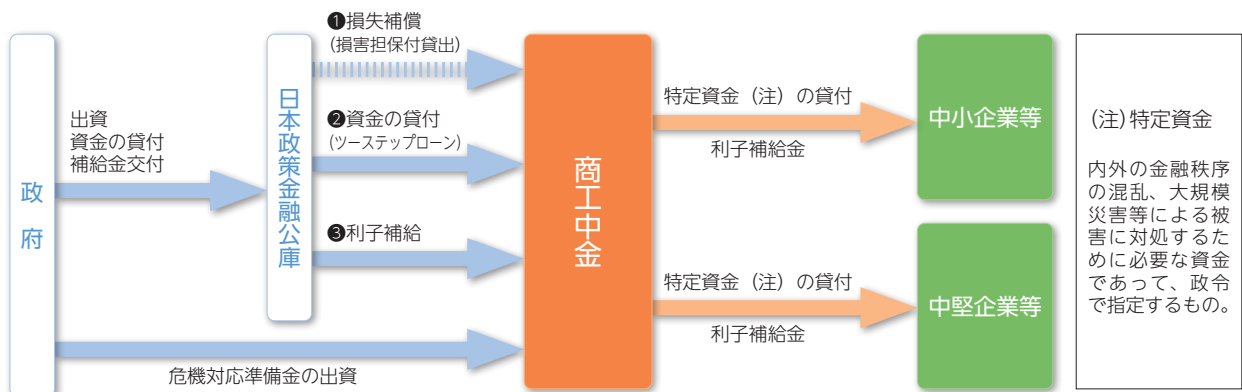 政府
出資
資金の貸付
補給金交付
日本政策金融公庫
❶損失補償
(損害担保付貸出)
❷資金の貸付
(ツーステップローン)
❸利子補給
危機対応準備金の出資
商工中金
特定資金（注）の貸付
利子補給金
中小企業等
特定資金（注）の貸付
利子補給金
中堅企業等
(注)特定資金
内外の金融秩序
の混乱、大規模
災害等による被
害に対処するた
めに必要な資金
であって、政令
で指定するもの。